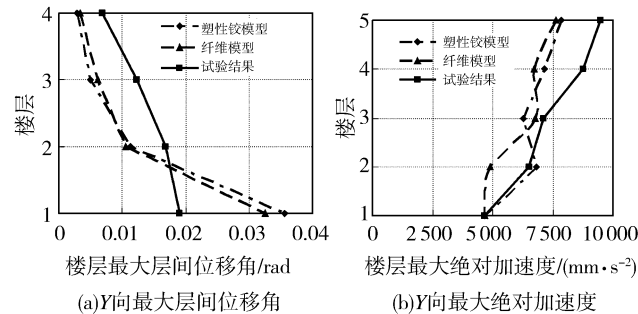 4
3
2
1
楼层
塑性铰模型
纤维模型
试验结果
0 0.01 0.02 0.03 0.04
楼层最大层间位移角/rad
(a)Y向最大层间位移角
5
4
3
2
1
楼层
塑性铰模型
纤维模型
试验结果
0 2 500 5 000 7 500 10 000
楼层最大绝对加速度/(mm·s⁻²)
(b)Y向最大绝对加速度